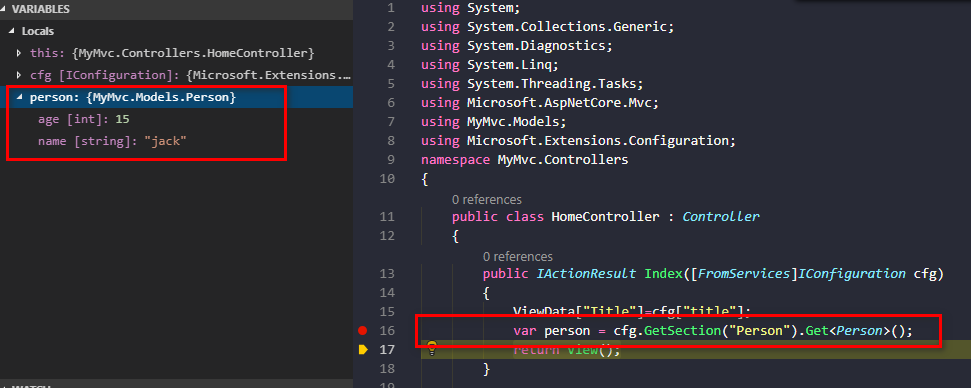 VARIABLES
Locals
this: {MyMvc.Controllers.HomeController}
cfg [IConfiguration]: {Microsoft.Extensions....
person: {MyMvc.Models.Person}
age [int]: 15
name [string]: "jack"
1 using System;
2 using System.Collections.Generic;
3 using System.Diagnostics;
4 using System.Linq;
5 using System.Threading.Tasks;
6 using Microsoft.AspNetCore.Mvc;
7 using MyMvc.Models;
8 using Microsoft.Extensions.Configuration;
9 namespace MyMvc.Controllers
10 {
0 references
11 public class HomeController : Controller
12 {
0 references
13 public IActionResult Index([FromServices]IConfiguration cfg)
14 {
15 ViewData["Title"]=cfg["title"];
16 var person = cfg.GetSection("Person").Get<Person>();
17 return View();
18 }